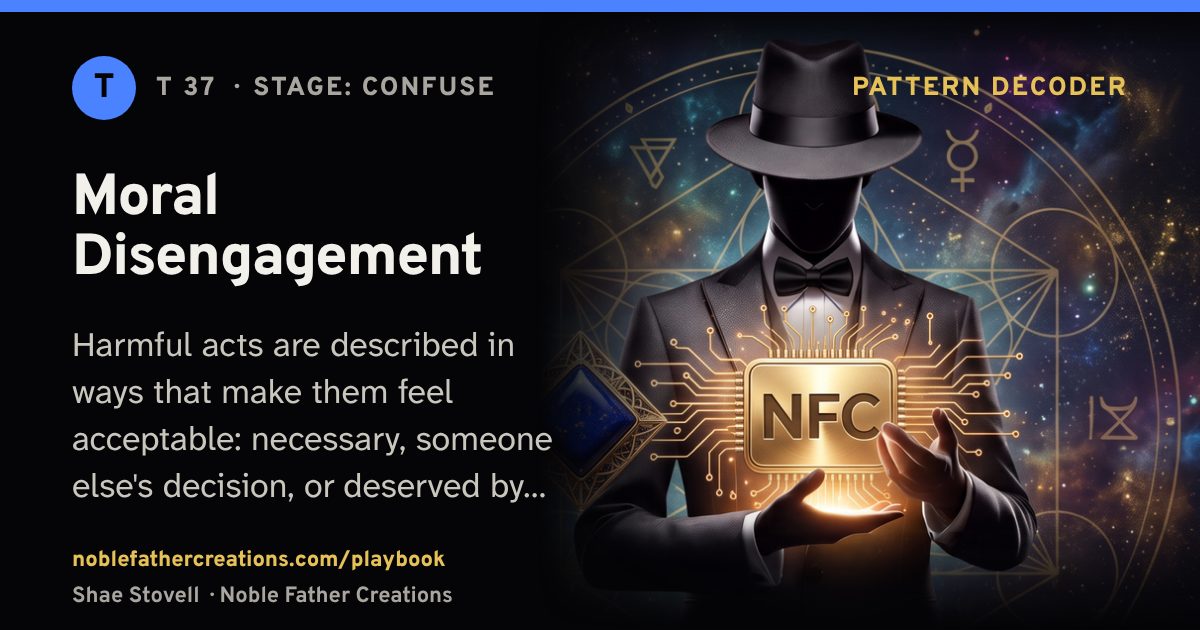 T
T 37 · STAGE: CONFUSE
PATTERN DECODER
Moral
Disengagement
Harmful acts are described in
ways that make them feel
acceptable: necessary, someone
else's decision, or deserved by...
NFC
noblefathercreations.com/playbook
Shae Stovell · Noble Father Creations